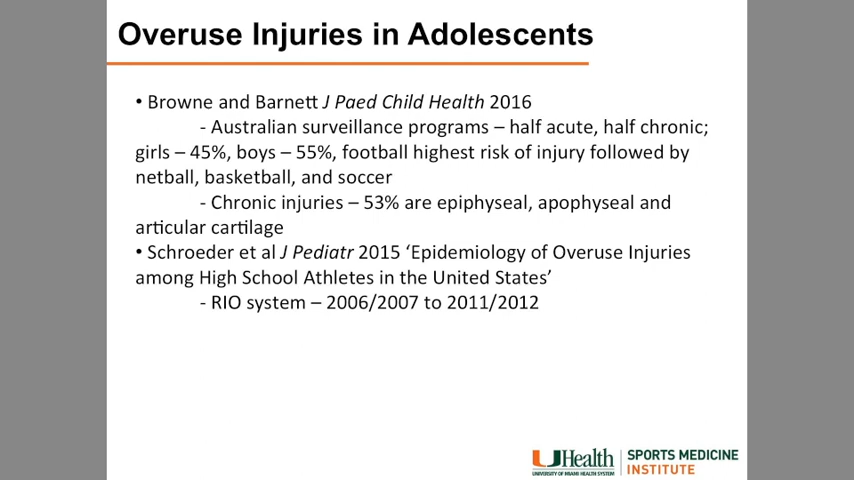 Overuse Injuries in Adolescents
• Browne and Barnett J Paed Child Health 2016
- Australian surveillance programs – half acute, half chronic;
girls – 45%, boys – 55%, football highest risk of injury followed by
netball, basketball, and soccer
- Chronic injuries – 53% are epiphyseal, apophyseal and
articular cartilage
• Schroeder et al J Pediatr 2015 ‘Epidemiology of Overuse Injuries
among High School Athletes in the United States’
- RIO system – 2006/2007 to 2011/2012
UHealth
UNIVERSITY OF MIAMI HEALTH SYSTEM
SPORTS MEDICINE
INSTITUTE